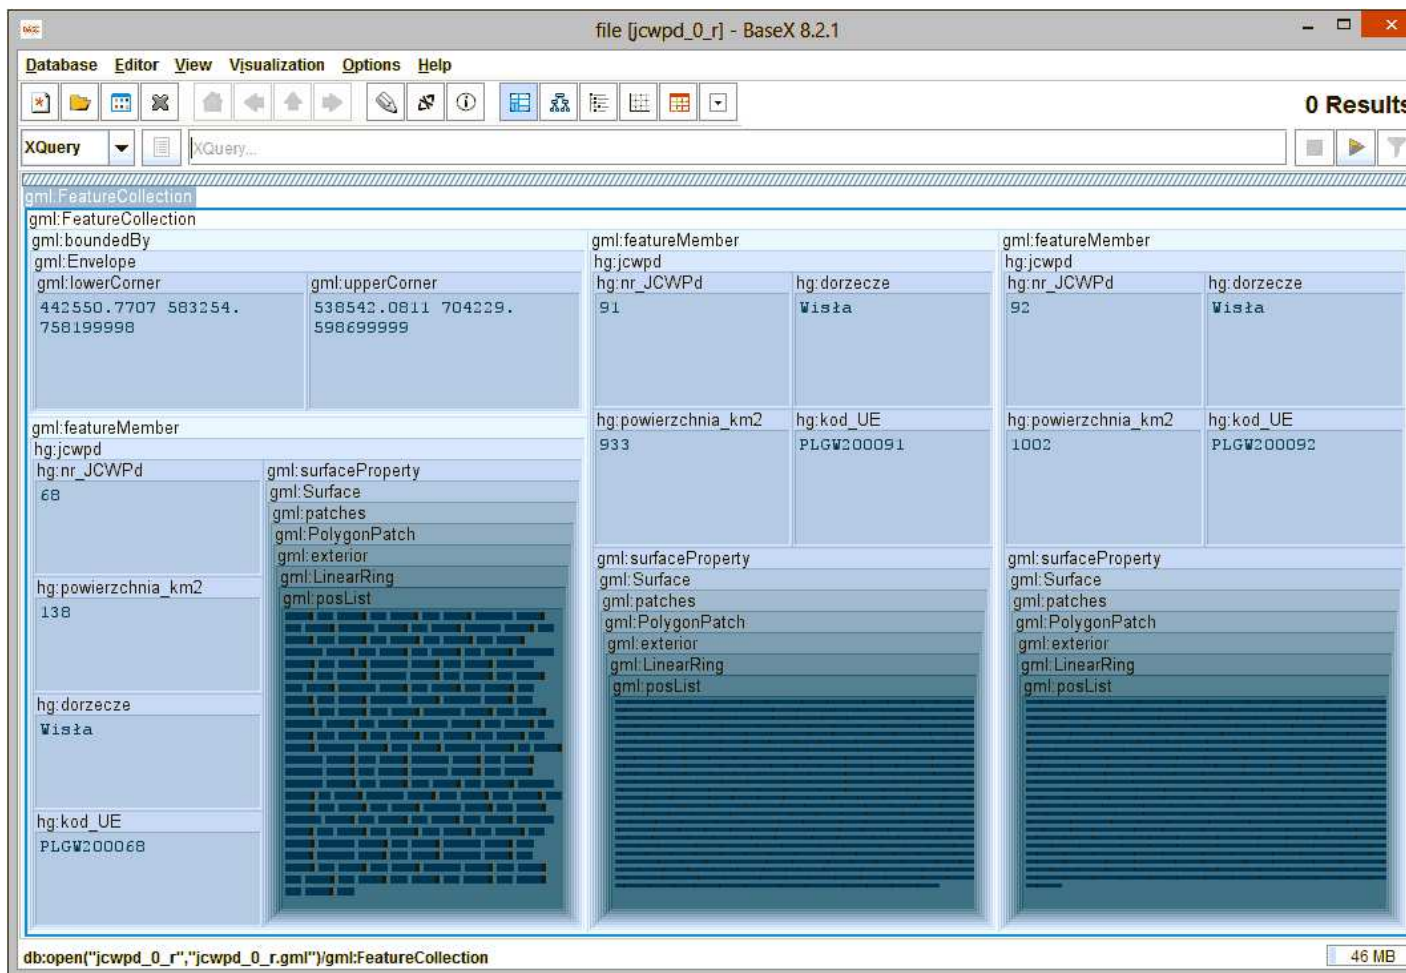 BASE
file [jcwpd_0_r] - BaseX 8.2.1
Database Editor View Visualization Options Help
0 Results
XQuery
XQuery...
gml:FeatureCollection
gml:FeatureCollection
gml:boundedBy
gml:Envelope
gml:lowerCorner
442550.7707 583254.
758199998
gml:upperCorner
538542.0811 704229.
598699999
gml:featureMember
hg:jcwpd
hg:nr_JCWPd
68
hg:powierzchnia_km2
138
hg:dorzecze
Wisła
hg:kod_UE
PLGW200068
gml:surfaceProperty
gml:Surface
gml:patches
gml:PolygonPatch
gml:exterior
gml:LinearRing
gml:posList
gml:featureMember
hg:jcwpd
hg:nr_JCWPd
91
hg:dorzecze
Wisła
hg:powierzchnia_km2
933
hg:kod_UE
PLGW200091
gml:surfaceProperty
gml:Surface
gml:patches
gml:PolygonPatch
gml:exterior
gml:LinearRing
gml:posList
gml:featureMember
hg:jcwpd
hg:nr_JCWPd
92
hg:dorzecze
Wisła
hg:powierzchnia_km2
1002
hg:kod_UE
PLGW200092
gml:surfaceProperty
gml:Surface
gml:patches
gml:PolygonPatch
gml:exterior
gml:LinearRing
gml:posList
db:open("jcwpd_0_r","jcwpd_0_r.gml")/gml:FeatureCollection
46 MB